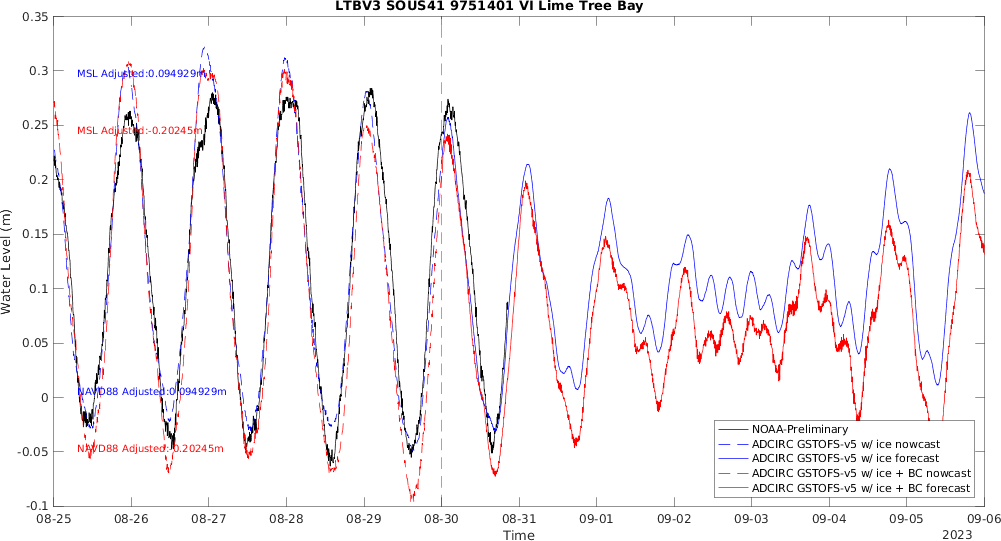 LTBV3 SOUS41 9751401 VI Lime Tree Bay
0.35
0.3
0.25
0.2
0.15
0.1
0.05
0
-0.05
-0.1
Water Level (m)
MSL Adjusted:0.094929m
MSL Adjusted:-0.20245m
NAVD88 Adjusted:0.094929m
NAVD88 Adjusted:-0.20245m
NOAA-Preliminary
ADCIRC GSTOFS-v5 w/ ice nowcast
ADCIRC GSTOFS-v5 w/ ice forecast
ADCIRC GSTOFS-v5 w/ ice + BC nowcast
ADCIRC GSTOFS-v5 w/ ice + BC forecast
08-25 08-26 08-27 08-28 08-29 08-30 08-31 09-01 09-02 09-03 09-04 09-05 09-06
Time
2023